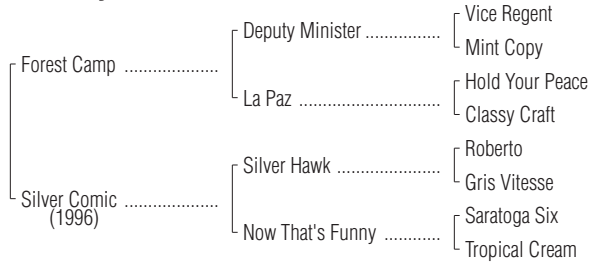 Vice Regent
Deputy Minister ................
Mint Copy
Forest Camp ....................
Hold Your Peace
La Paz ..............................
Classy Craft
Roberto
Silver Hawk ......................
Gris Vitesse
Silver Comic ....................
(1996)
Saratoga Six
Now That's Funny ............
Tropical Cream